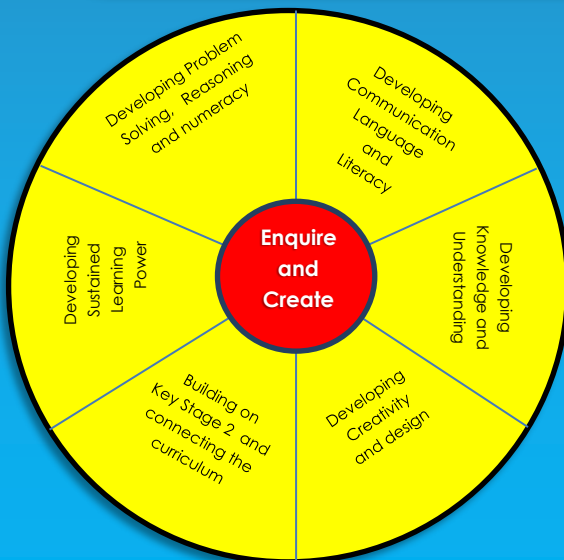 Developing Problem
Solving, Reasoning
and numeracy
Developing
Communication
Language
and
Literacy
Developing
Sustained
Learning
Power
Enquire
and
Create
Developing
Knowledge and
Understanding
Building on
Key Stage 2 and
connecting the
curriculum
Developing
Creativity
and design